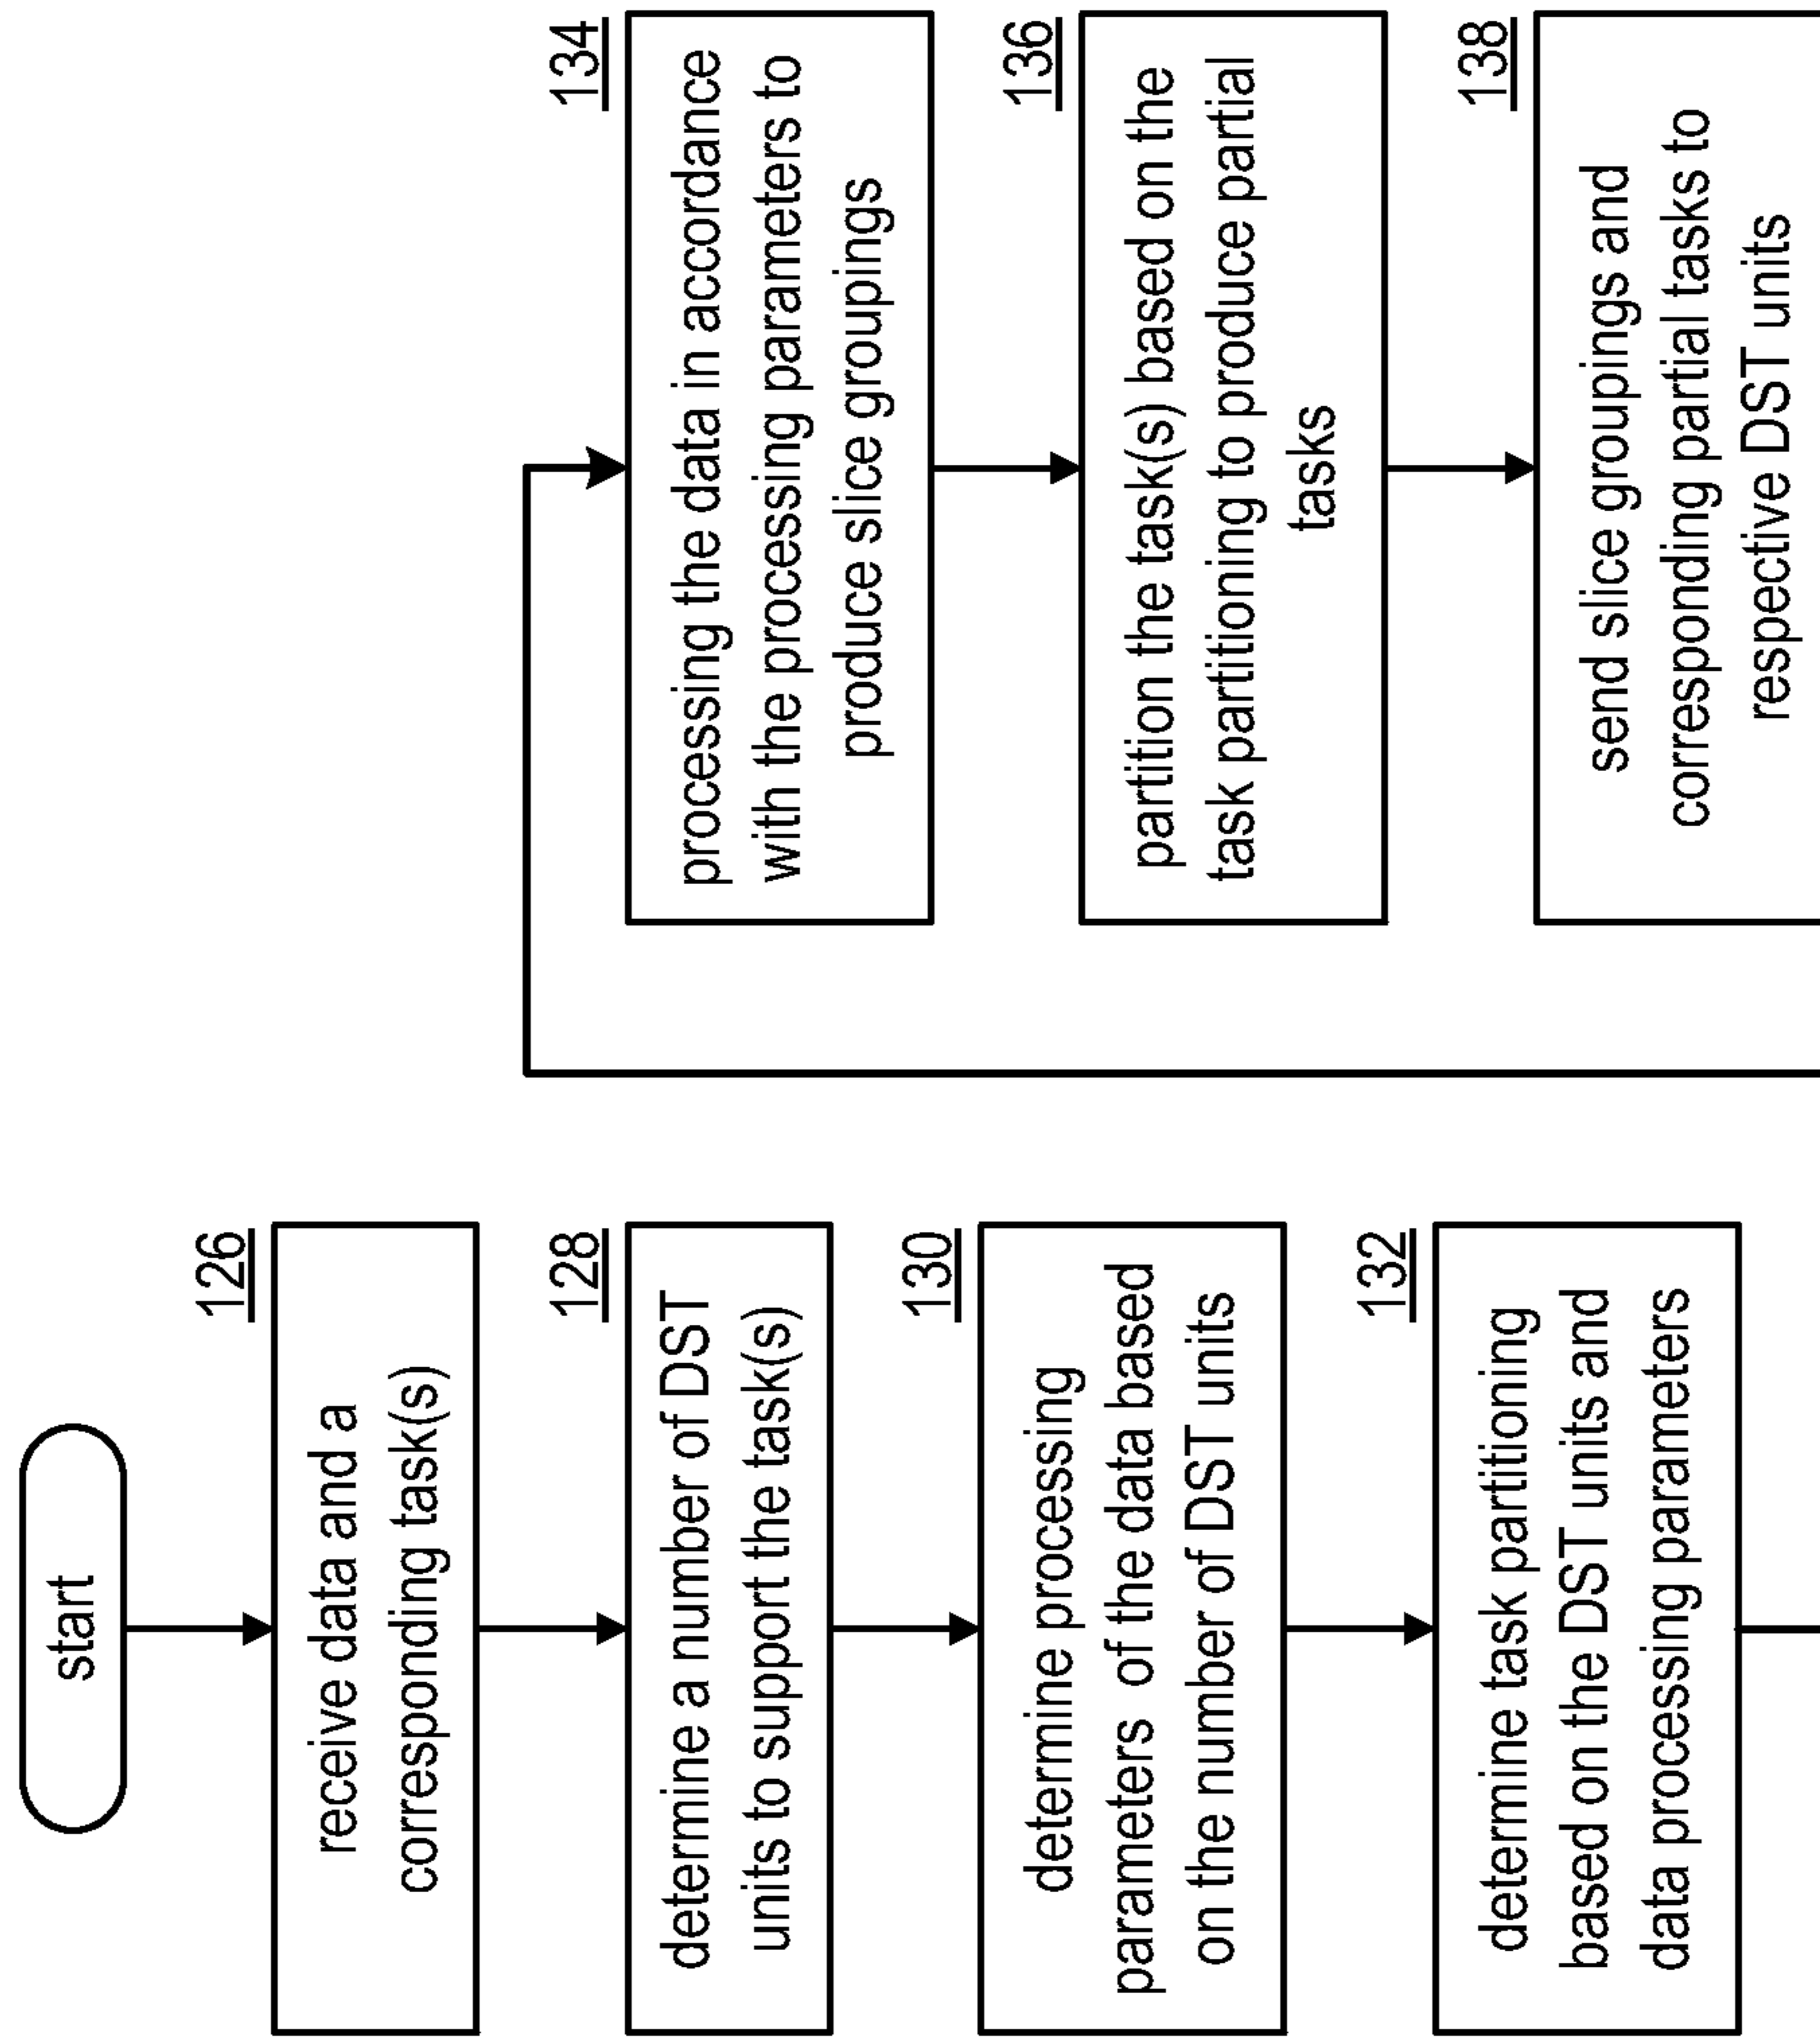 start
126
receive data and a
corresponding task(s)
128
determine a number of DST
units to support the task(s)
130
determine processing
parameters of the data based
on the number of DST units
132
determine task partitioning
based on the DST units and
data processing parameters
134
processing the data in accordance
with the processing parameters to
produce slice groupings
136
partition the task(s) based on the
task partitioning to produce partial
tasks
138
send slice groupings and
corresponding partial tasks to
respective DST units